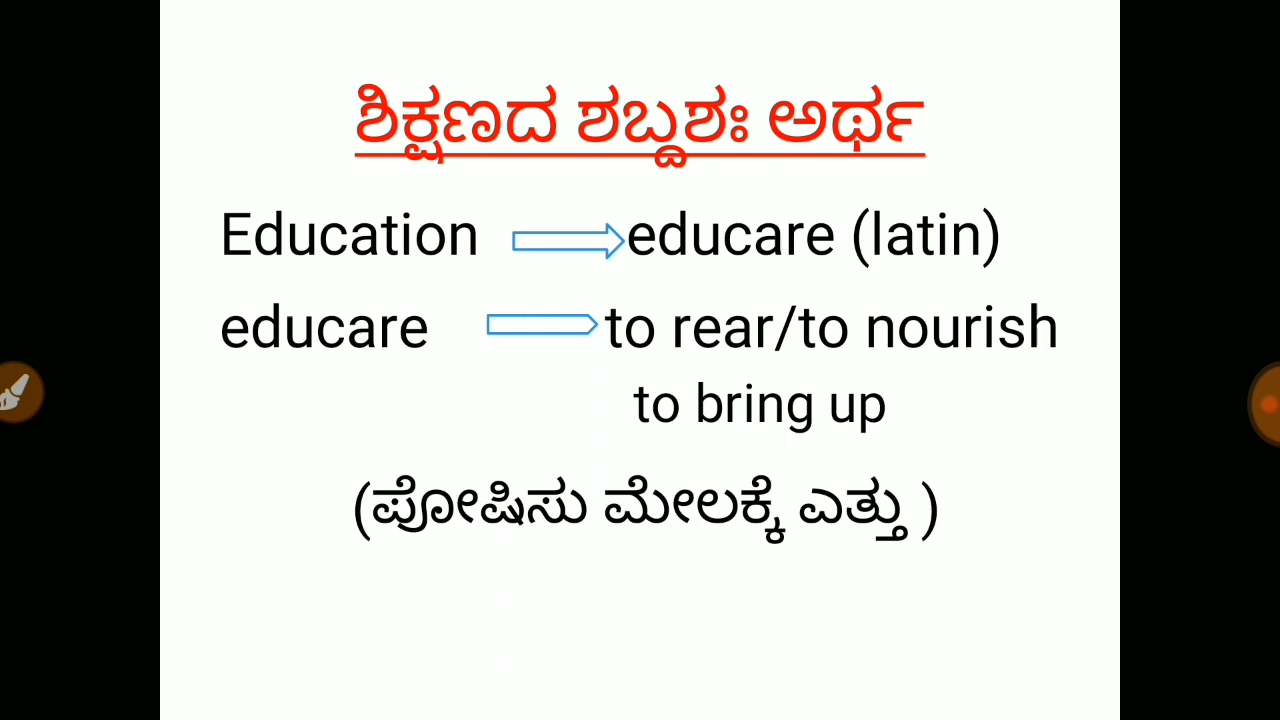 ಶಿಕ್ಷಣದ ಶಬ್ದಶಃ ಅರ್ಥ
Education educare (latin)
educare to rear/to nourish
to bring up
(ಪೋಷಿಸು ಮೇಲಕ್ಕೆ ಎತ್ತು )